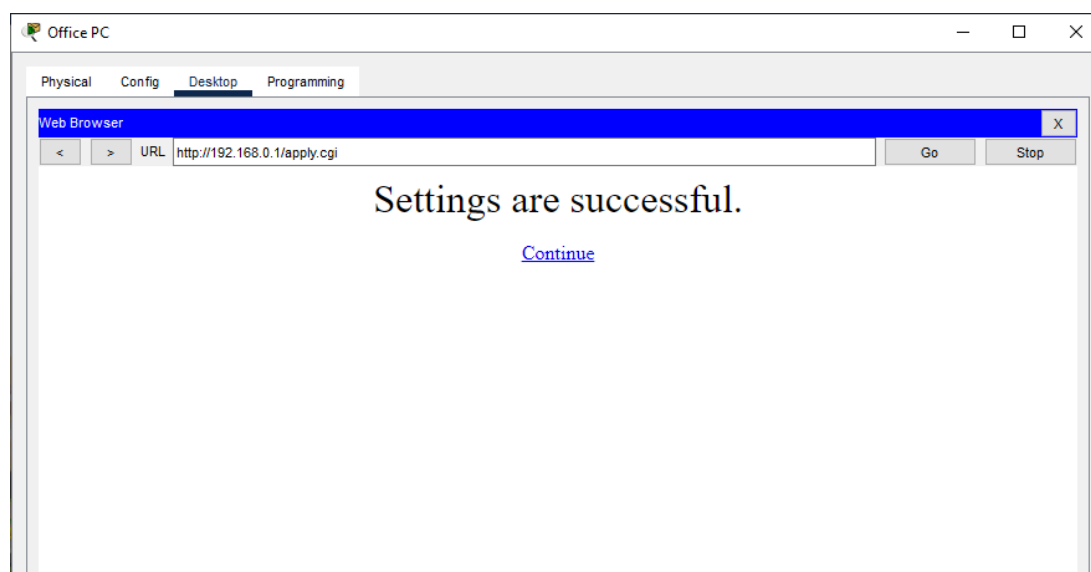 Office PC
Physical Config Desktop Programming
Web Browser X
< > URL http://192.168.0.1/apply.cgi Go Stop
Settings are successful.
Continue